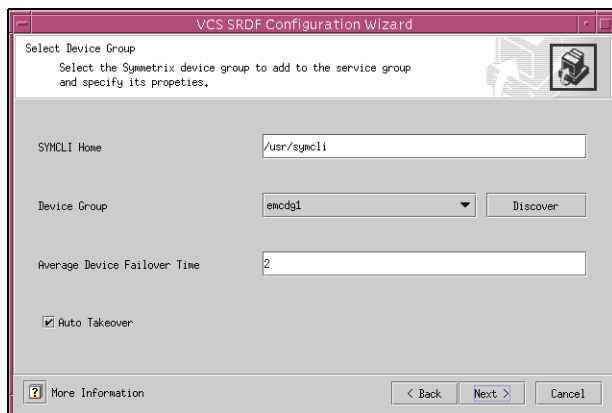 VCS SRDF Configuration Wizard
Select Device Group
Select the Symmetrix device group to add to the service group
and specify its propeties.
SYMCLI Home
/usr/symcli
Device Group
emcdg1
Discover
Average Device Failover Time
2
Auto Takeover
? More Information
< Back
Next >
Cancel